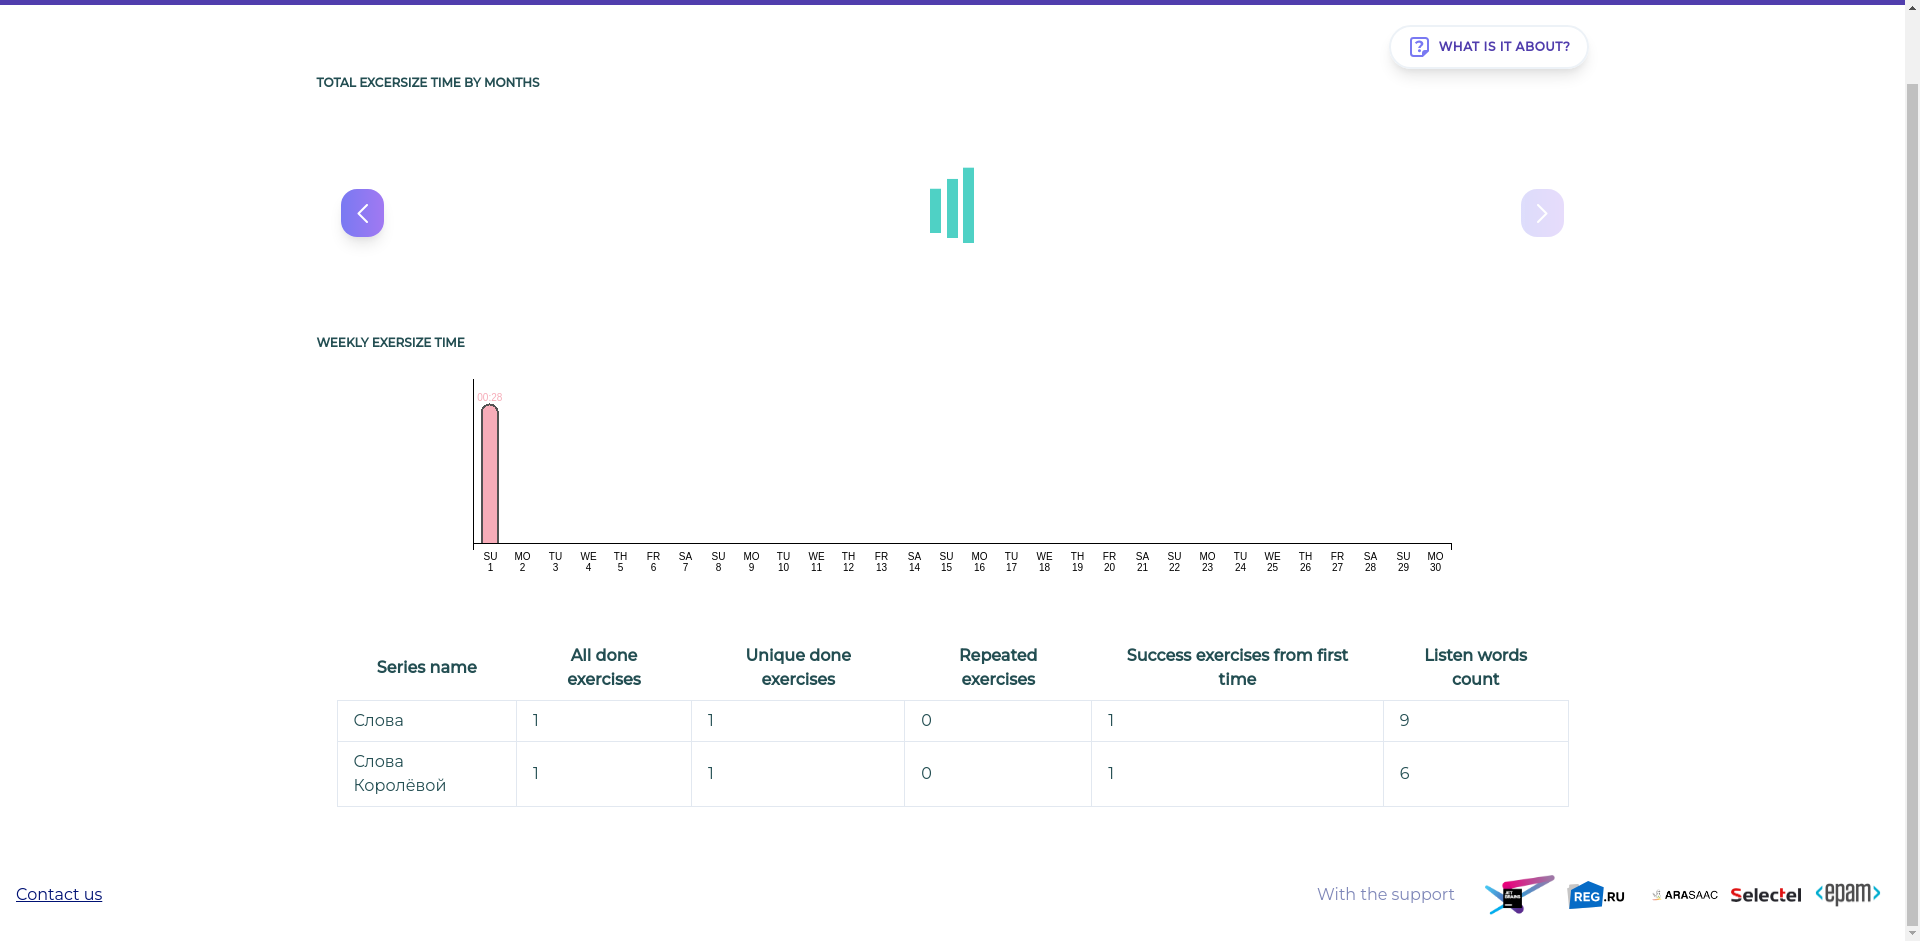 WHAT IS IT ABOUT?
TOTAL EXCERSIZE TIME BY MONTHS
WEEKLY EXERSIZE TIME
00:28
SU MO TU WE TH FR SA SU MO TU WE TH FR SA SU MO TU WE TH FR SA SU MO TU WE TH FR SA SU MO
1 2 3 4 5 6 7 8 9 10 11 12 13 14 15 16 17 18 19 20 21 22 23 24 25 26 27 28 29 30
Series name
All done
exercises
Unique done
exercises
Repeated
exercises
Success exercises from first
time
Listen words
count
Слова 1 1 0 1 9
Слова
Королёвой
1 1 0 1 6
Contact us
With the support
JET
BRAINS
REG.RU
ARASAAC
Selectel
<epam>